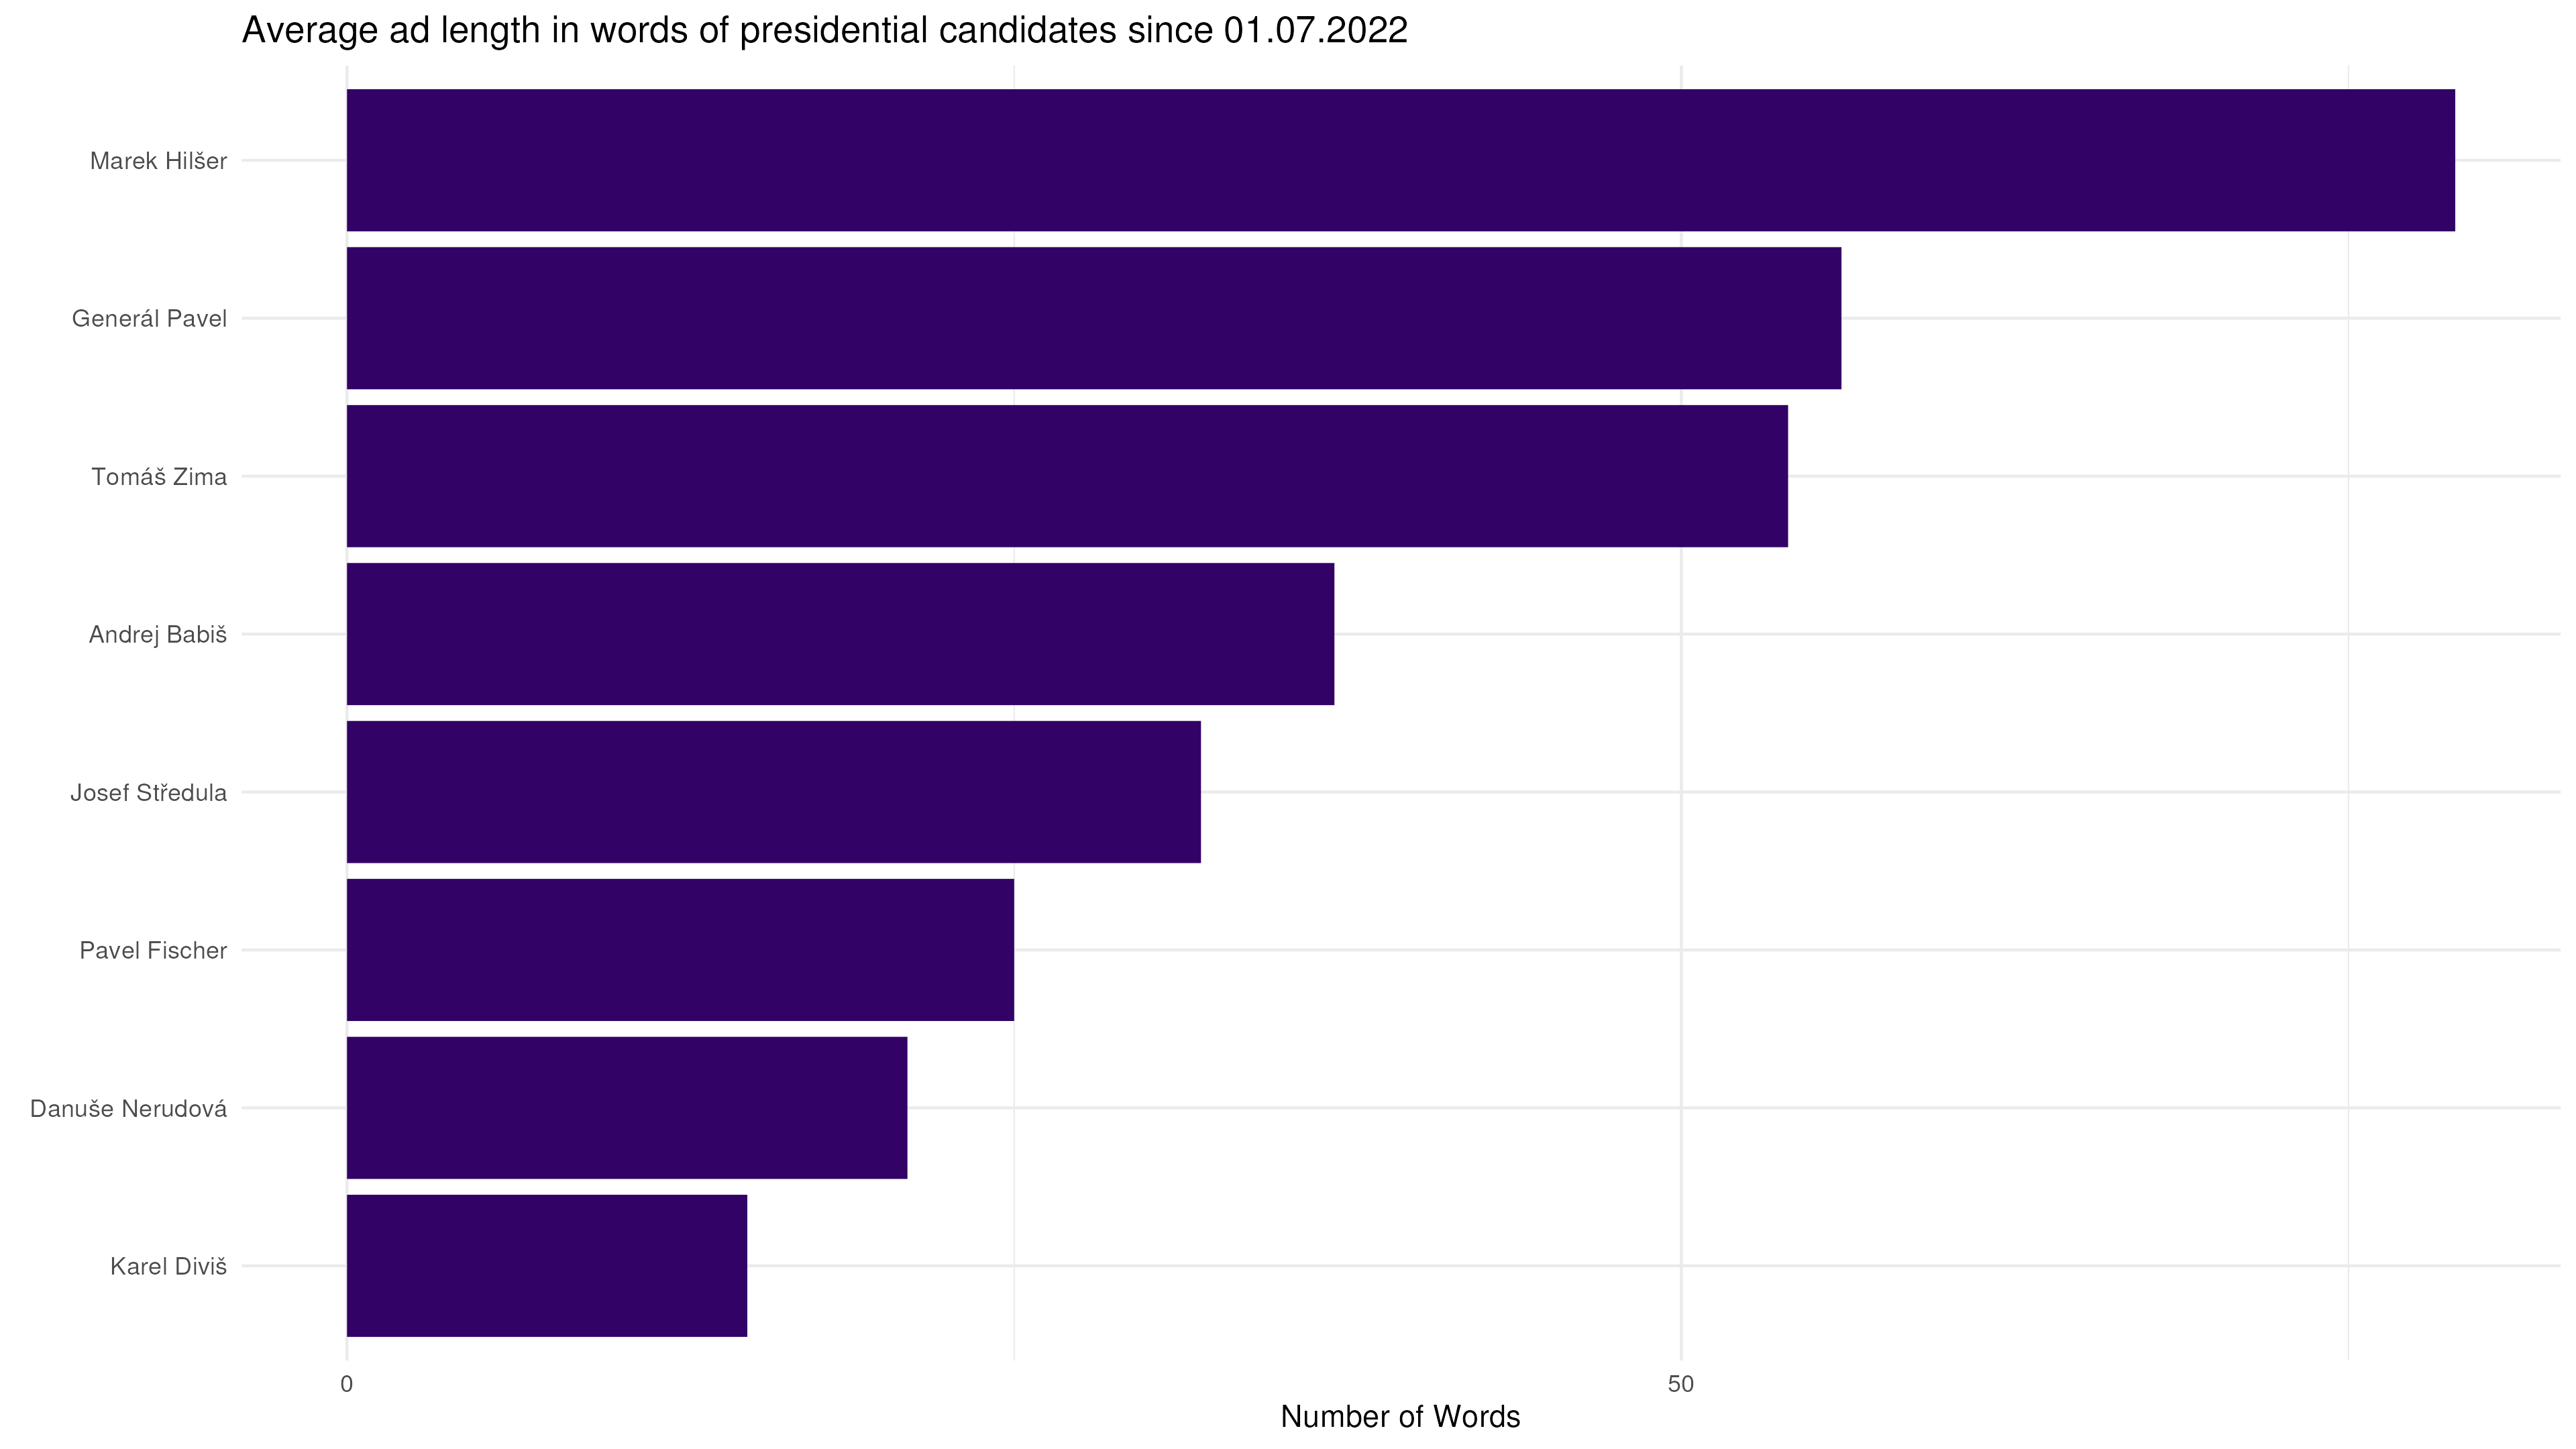 Average ad length in words of presidential candidates since 01.07.2022
Marek Hilšer
Generál Pavel
Tomáš Zima
Andrej Babiš
Josef Středula
Pavel Fischer
Danuše Nerudová
Karel Diviš
0
50
Number of Words